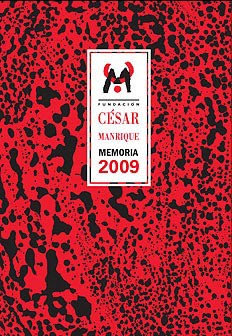 FUNDACIÓN
CÉSAR
MANRIQUE
MEMORIA
2009